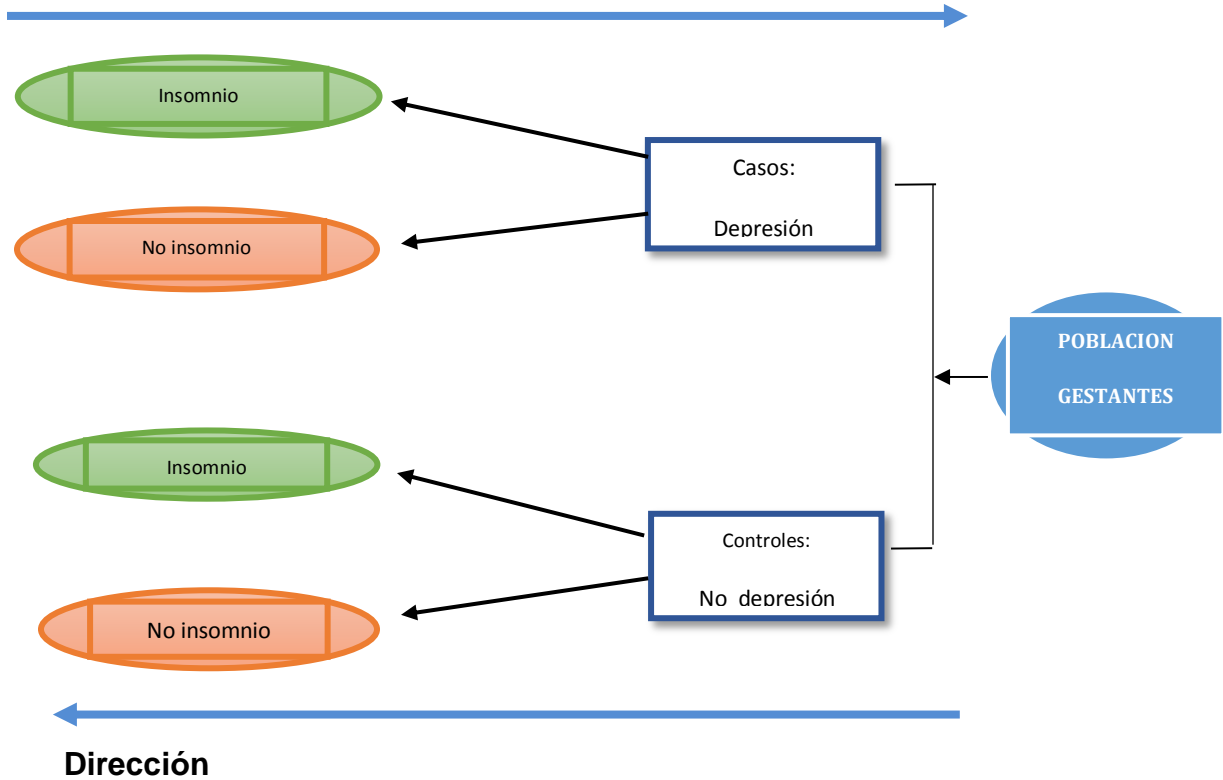 Insomnio
No insomnio
Casos:
Depresión
POBLACION
GESTANTES
Insomnio
No insomnio
Controles:
No depresión
Dirección